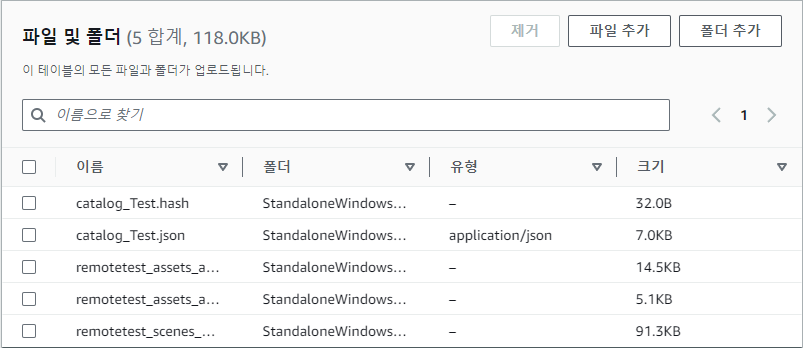 파일 및 폴더 (5 합계, 118.0KB)
제거 파일 추가 폴더 추가
이 테이블의 모든 파일과 폴더가 업로드됩니다.
이름으로 찾기
1
이름 폴더 유형 크기
catalog_Test.hash StandaloneWindows... – 32.0B
catalog_Test.json StandaloneWindows... application/json 7.0KB
remotetest_assets_a... StandaloneWindows... – 14.5KB
remotetest_assets_a... StandaloneWindows... – 5.1KB
remotetest_scenes_... StandaloneWindows... – 91.3KB